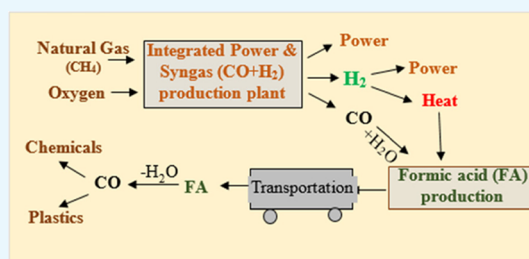 Natural Gas
(CH₄)
Oxygen
Integrated Power &
Syngas (CO+H₂)
production plant
Power
H₂
Power
Heat
CO
+H₂O
Formic acid (FA)
production
Transportation
FA
-H₂O
CO
Chemicals
Plastics